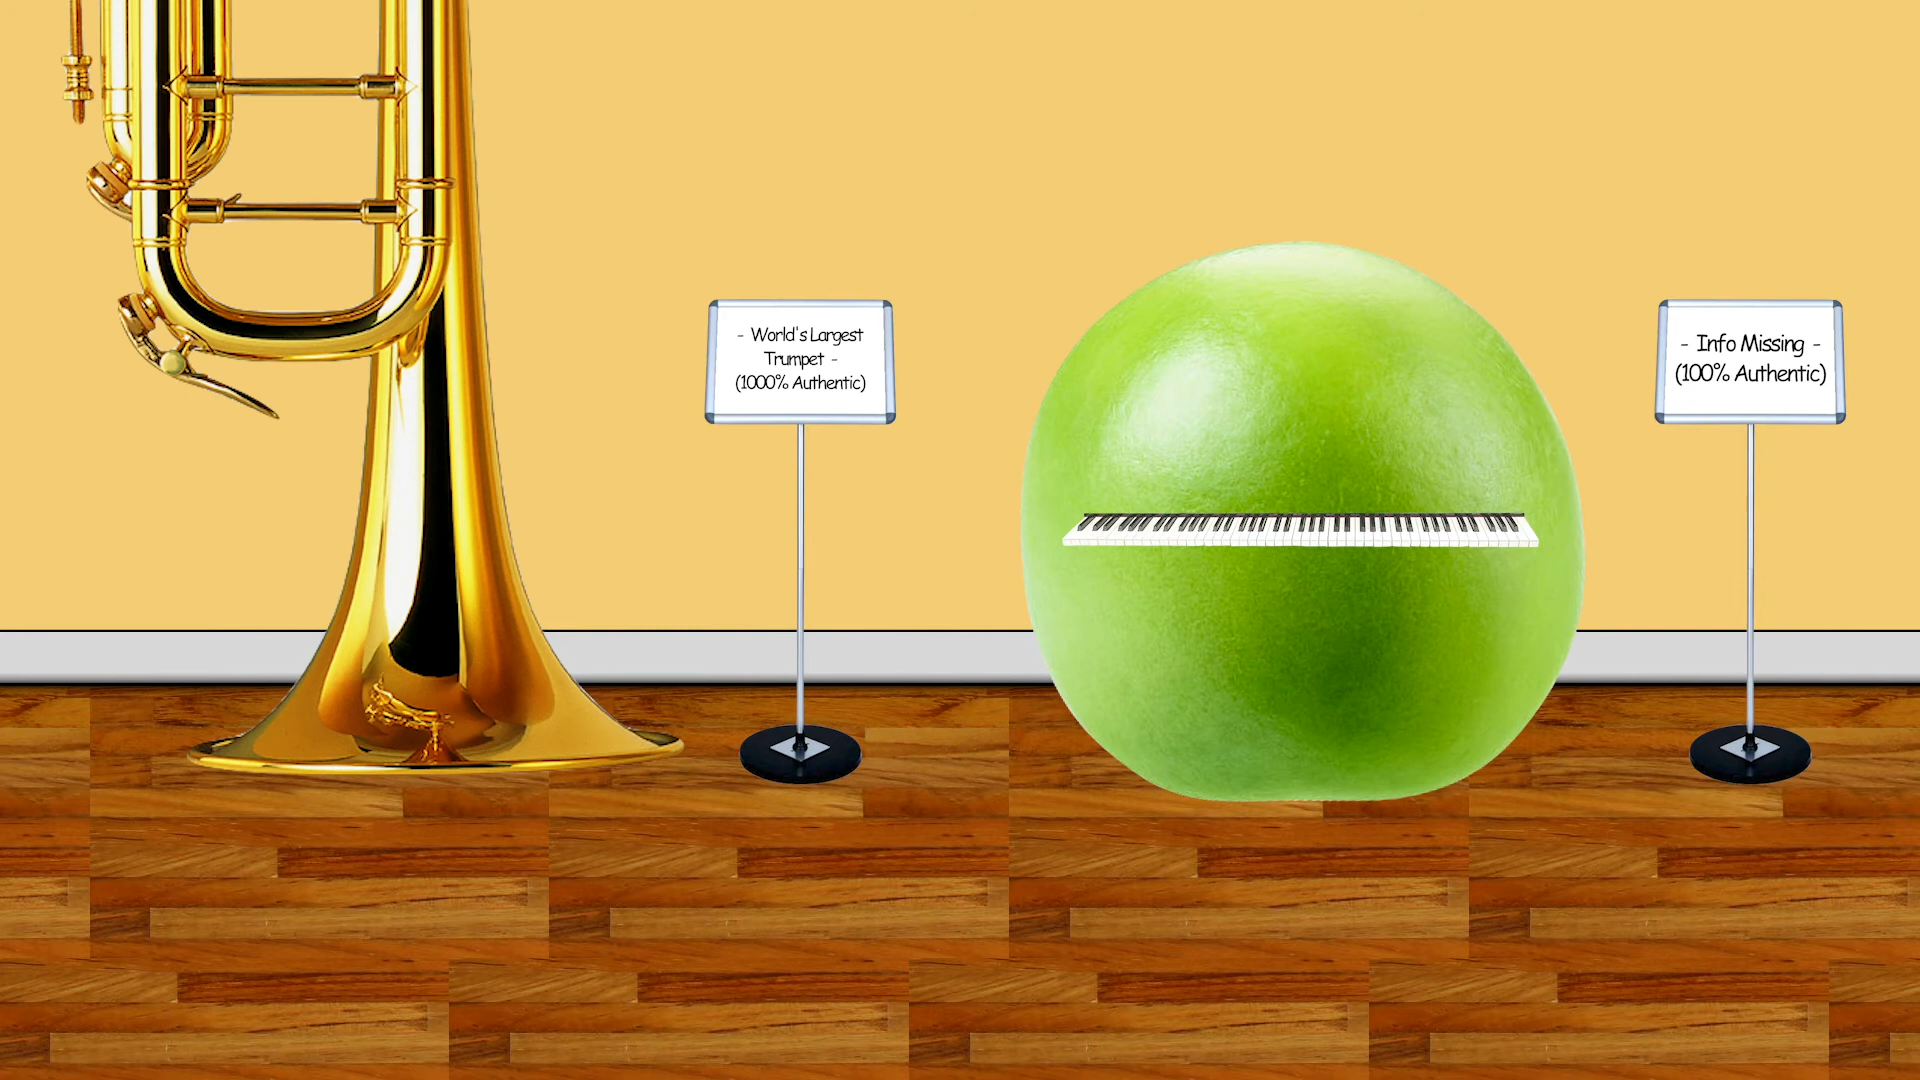 - World's Largest
Trumpet -
(1000% Authentic)
- Info Missing -
(100% Authentic)